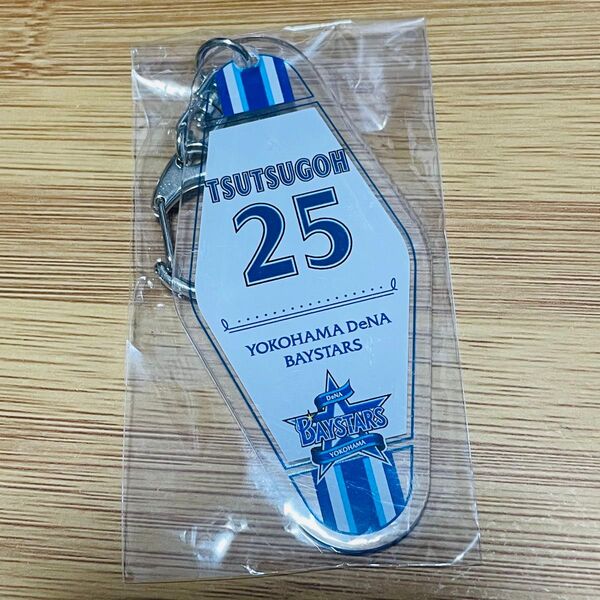 TSUTSUGOH
25
YOKOHAMA DeNA
BAYSTARS
DeNA
BAYSTARS
YOKOHAMA